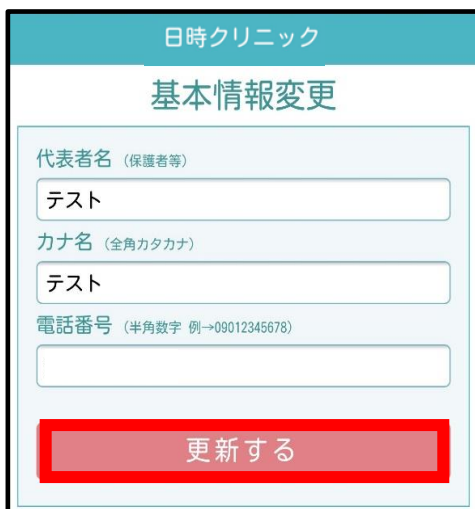 日時クリニック
基本情報変更
代表者名 (保護者等)
テスト
カナ名 (全角カタカナ)
テスト
電話番号 (半角数字 例→09012345678)
更新する